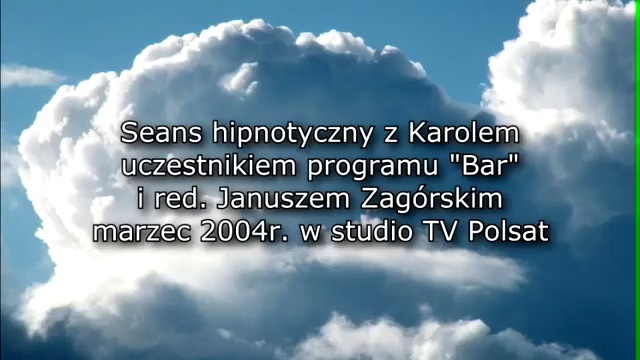 Seans hipnotyczny z Karolem
uczestnikiem programu "Bar"
i red. Januszem Zagórskim
marzec 2004r. w studio TV Polsat